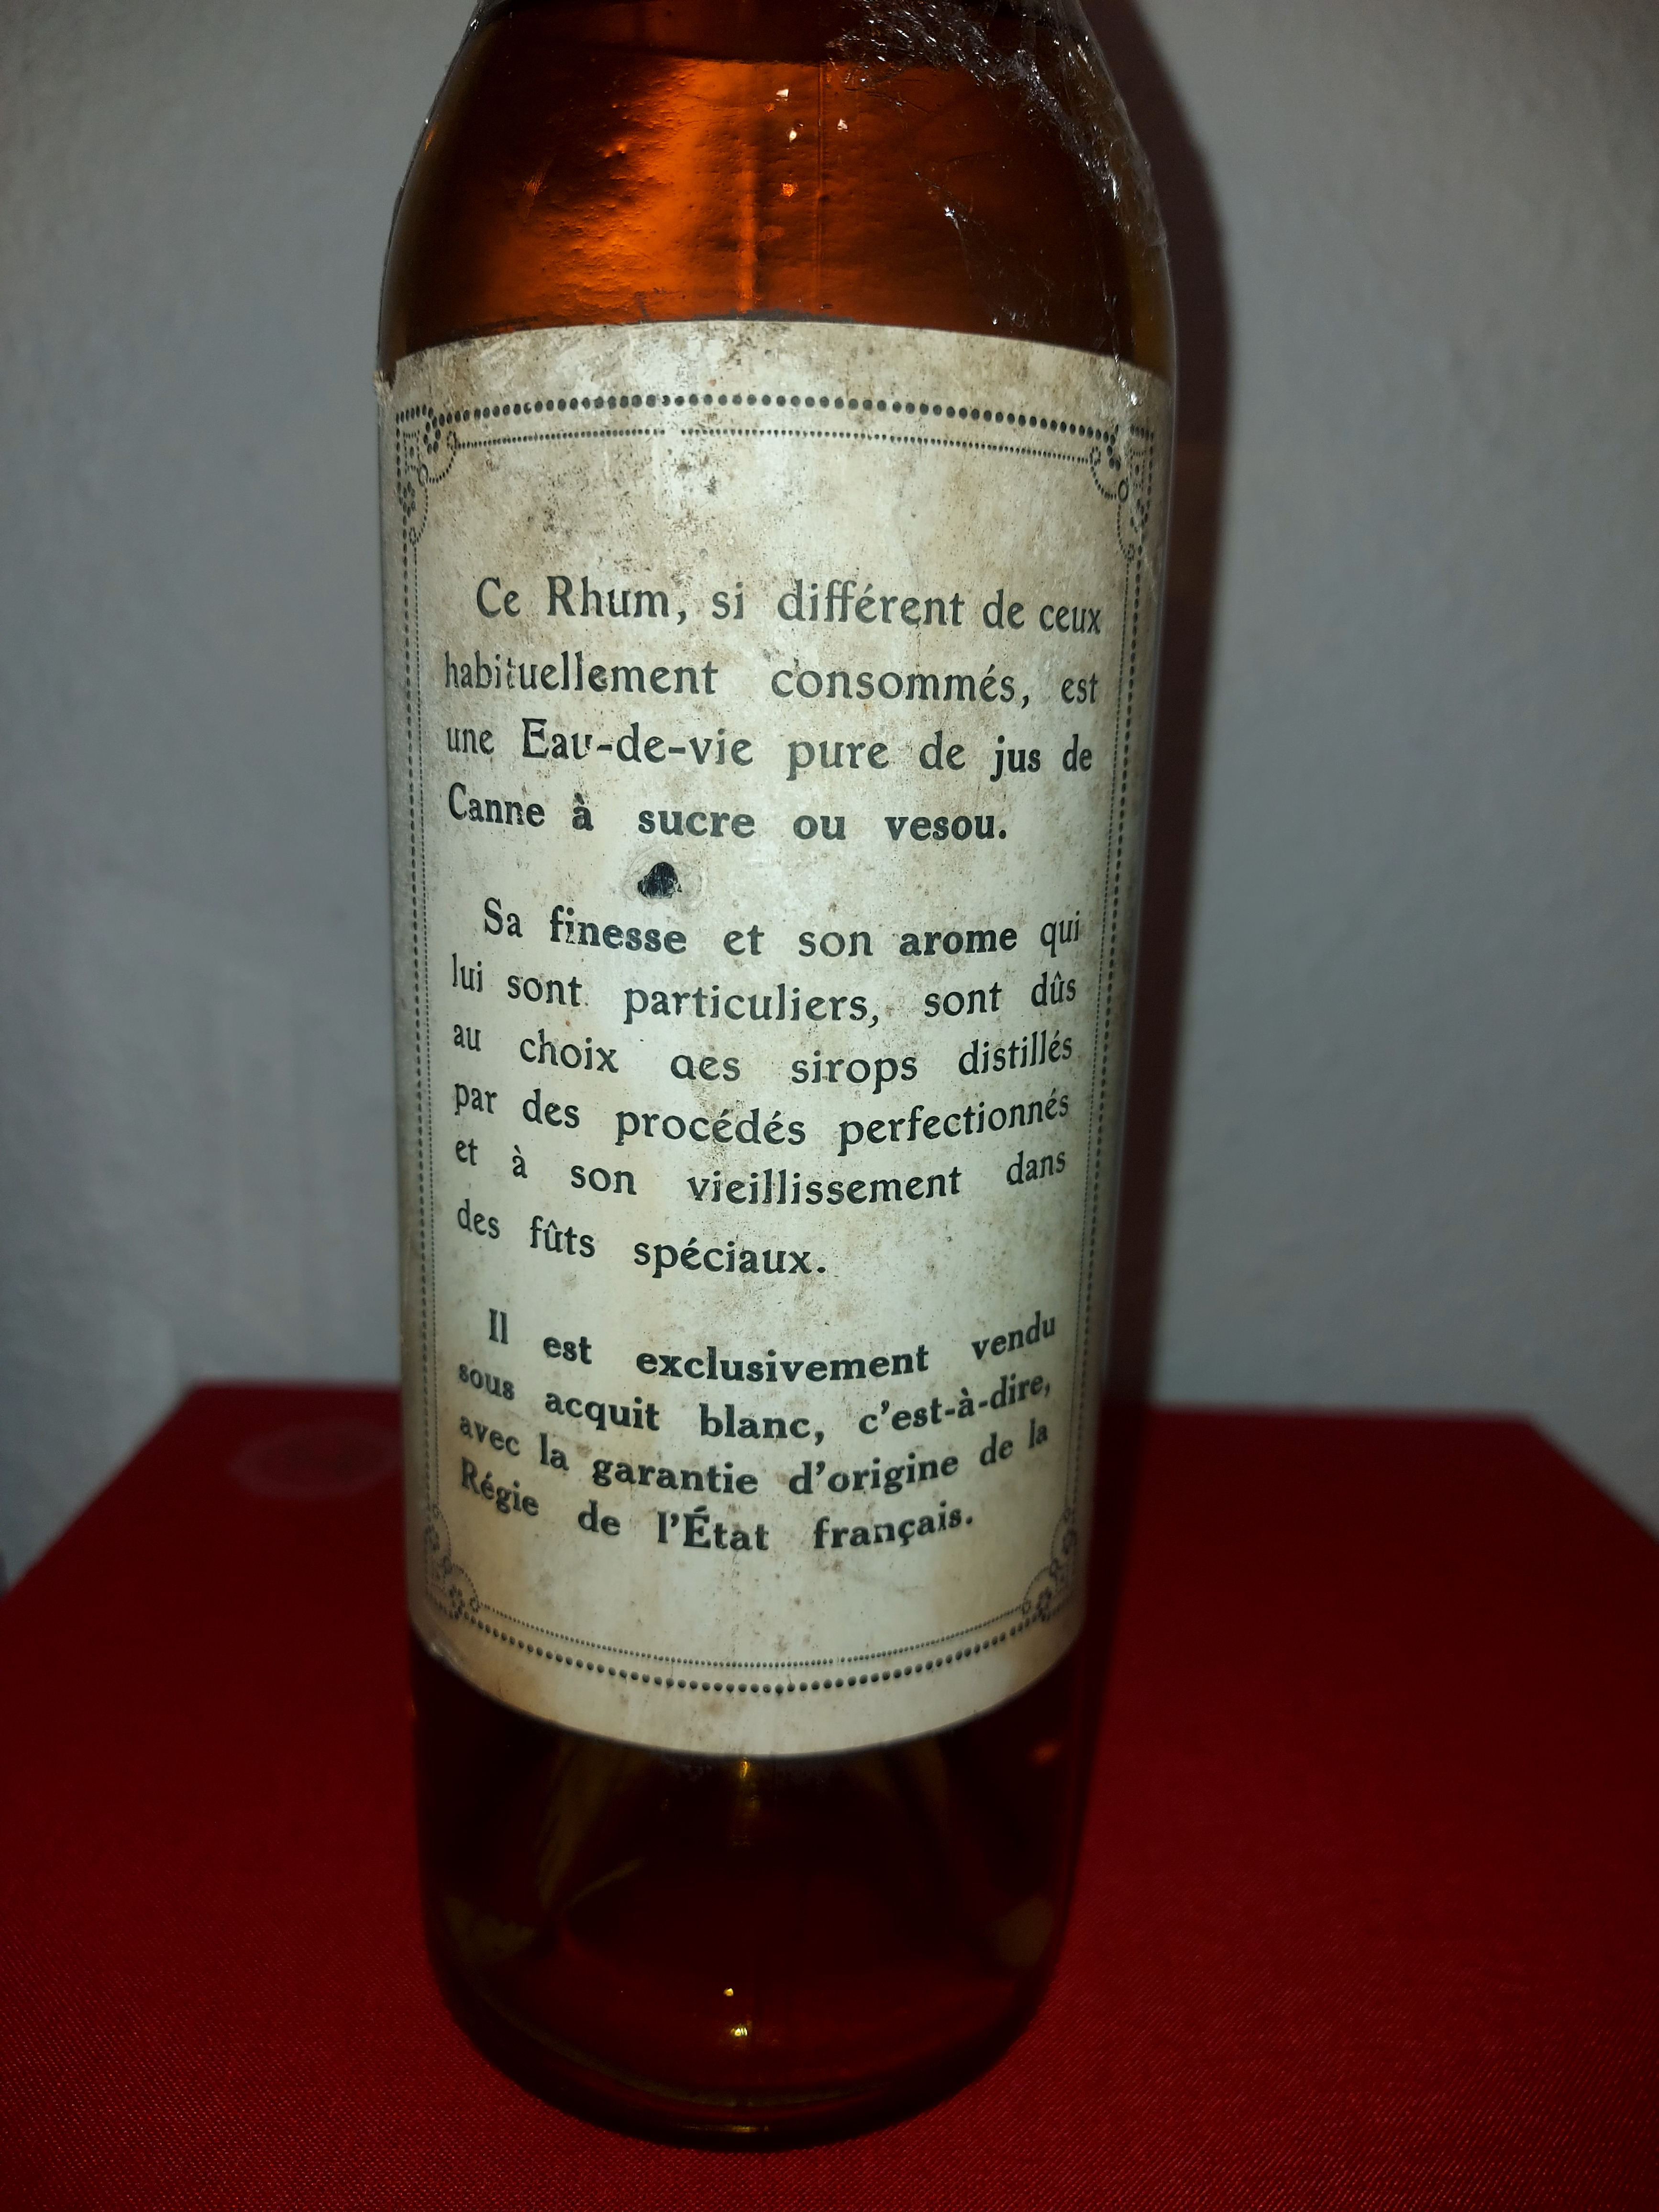 Ce Rhum, si différent de ceux
habituellement consommés, est
une Eau-de-vie pure de jus de
Canne à sucre ou vesou.
Sa finesse et son arome qui
lui sont particuliers, sont dûs
au choix des sirops distillés
par des procédés perfectionnés
et à son vieillissement dans
des fûts spéciaux.
Il est exclusivement vendu
sous acquit blanc, c'est-à-dire,
avec la garantie d'origine de la
Régie de l'État français.